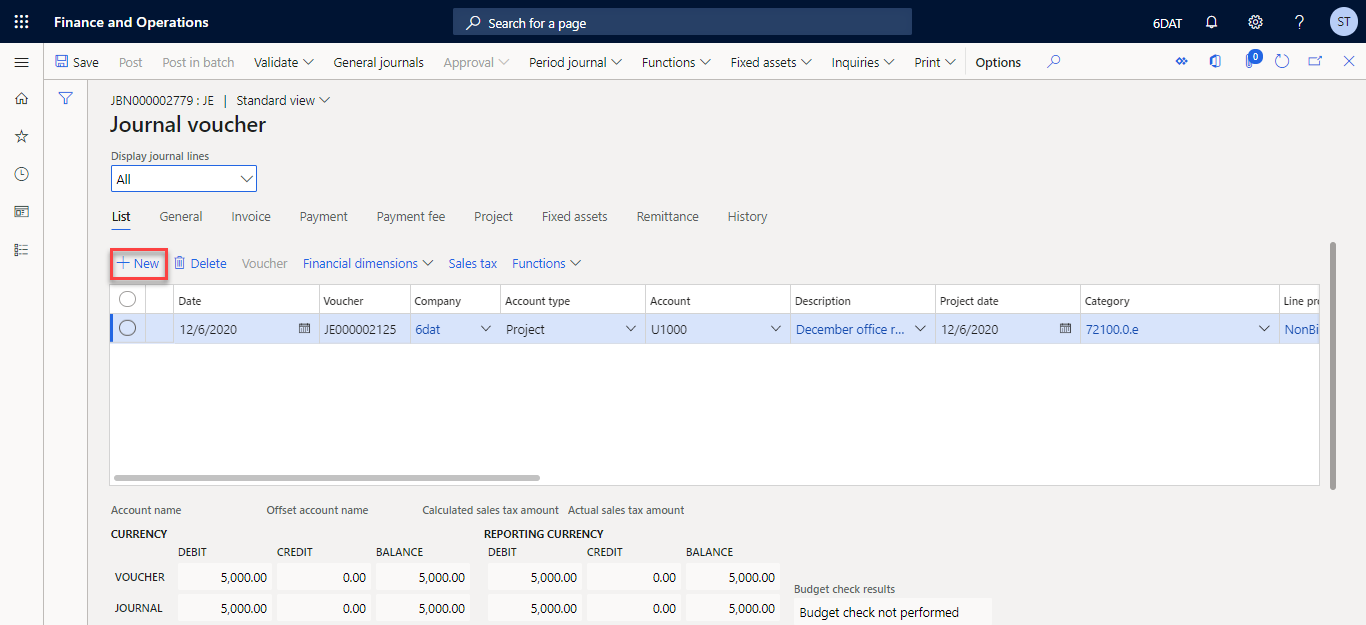 Finance and Operations
Search for a page
6DAT
ST
Save Post Post in batch Validate General journals Approval Period journal Functions Fixed assets Inquiries Print Options
0
JBN000002779 : JE | Standard view
Journal voucher
Display journal lines
All
List General Invoice Payment Payment fee Project Fixed assets Remittance History
New Delete Voucher Financial dimensions Sales tax Functions
Date Voucher Company Account type Account Description Project date Category Line pr
12/6/2020 JE000002125 6dat Project U1000 December office r... 12/6/2020 72100.0.e NonBi
Account name Offset account name Calculated sales tax amount Actual sales tax amount
CURRENCY REPORTING CURRENCY
DEBIT CREDIT BALANCE DEBIT CREDIT BALANCE
VOUCHER 5,000.00 0.00 5,000.00 5,000.00 0.00 5,000.00
Budget check results
JOURNAL 5,000.00 0.00 5,000.00 5,000.00 0.00 5,000.00
Budget check not performed